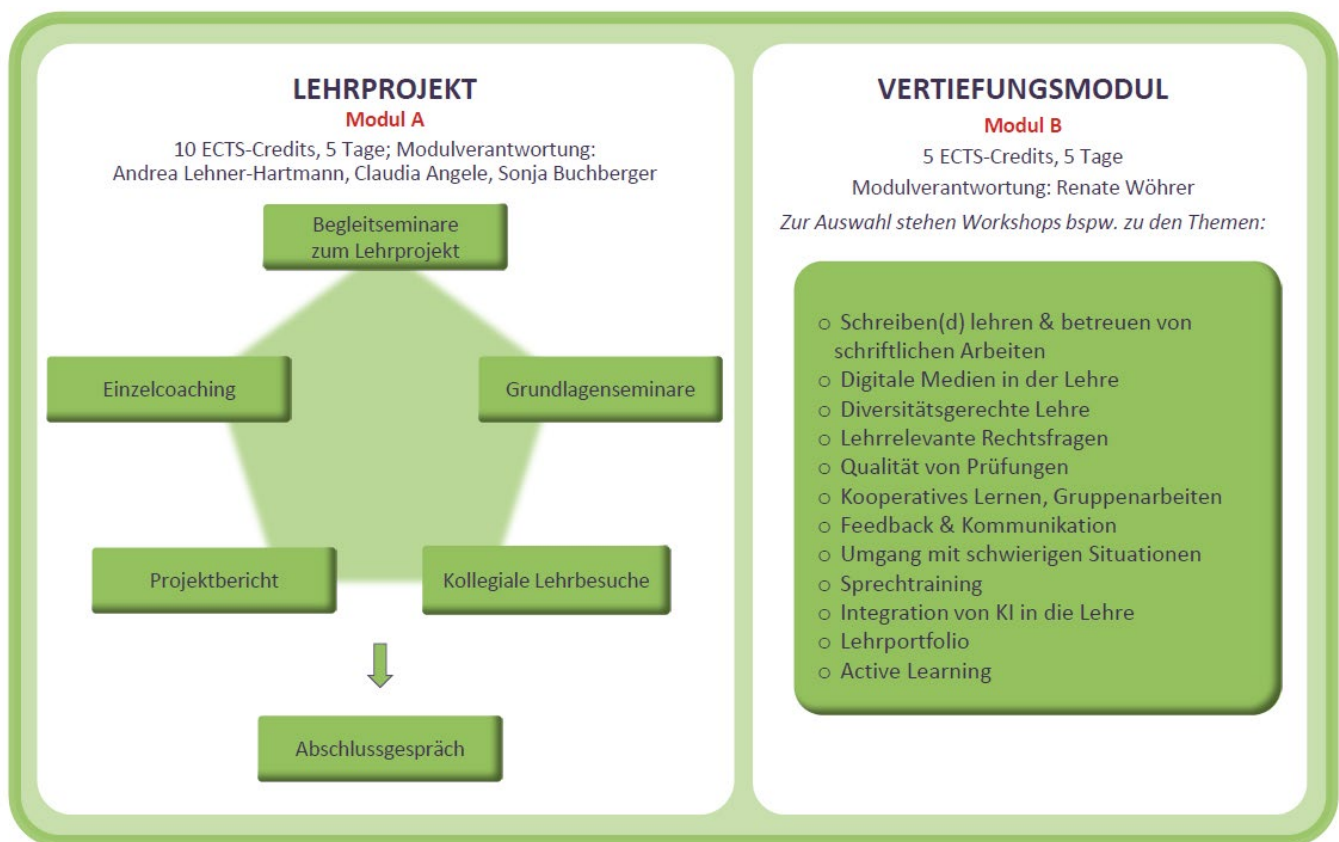 LEHRPROJEKT
Modul A
10 ECTS-Credits, 5 Tage; Modulverantwortung:
Andrea Lehner-Hartmann, Claudia Angele, Sonja Buchberger
Begleitseminare
zum Lehrprojekt
Einzelcoaching
Grundlagenseminare
Projektbericht
Kollegiale Lehrbesuche
Abschlussgespräch
VERTIEFUNGSMODUL
Modul B
5 ECTS-Credits, 5 Tage
Modulverantwortung: Renate Wöhrer
Zur Auswahl stehen Workshops bspw. zu den Themen:
o Schreiben(d) lehren & betreuen von
schriftlichen Arbeiten
o Digitale Medien in der Lehre
o Diversitätsgerechte Lehre
o Lehrrelevante Rechtsfragen
o Qualität von Prüfungen
o Kooperatives Lernen, Gruppenarbeiten
o Feedback & Kommunikation
o Umgang mit schwierigen Situationen
o Sprechtraining
o Integration von KI in die Lehre
o Lehrportfolio
o Active Learning